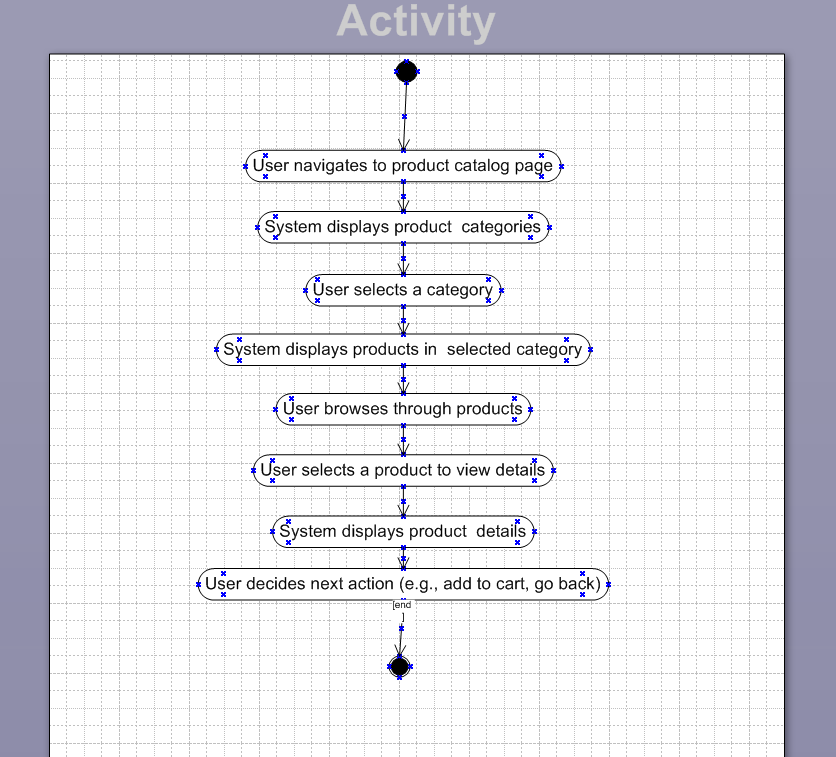 Activity
User navigates to product catalog page
System displays product  categories
User selects a category
System displays products in  selected category
User browses through products
User selects a product to view details
System displays product  details
User decides next action (e.g., add to cart, go back)
[end
]